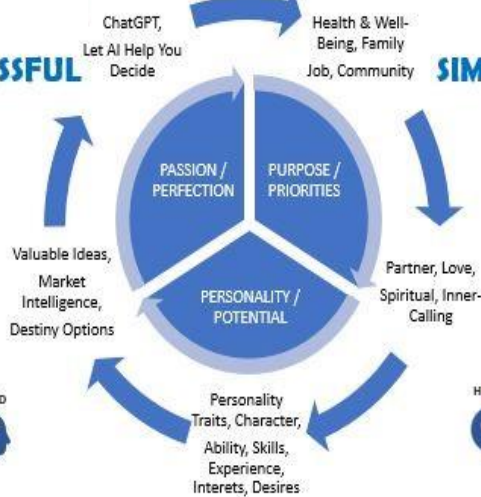 ChatGPT,
Let AI Help You
Decide
Health & Well-
Being, Family
Job, Community
SSFUL
SIM
PASSION /
PERFECTION
PURPOSE /
PRIORITIES
PERSONALITY /
POTENTIAL
Valuable Ideas,
Market
Intelligence,
Destiny Options
Partner, Love,
Spiritual, Inner-
Calling
Personality
Traits, Character,
Ability, Skills,
Experience,
Interets, Desires
D
H